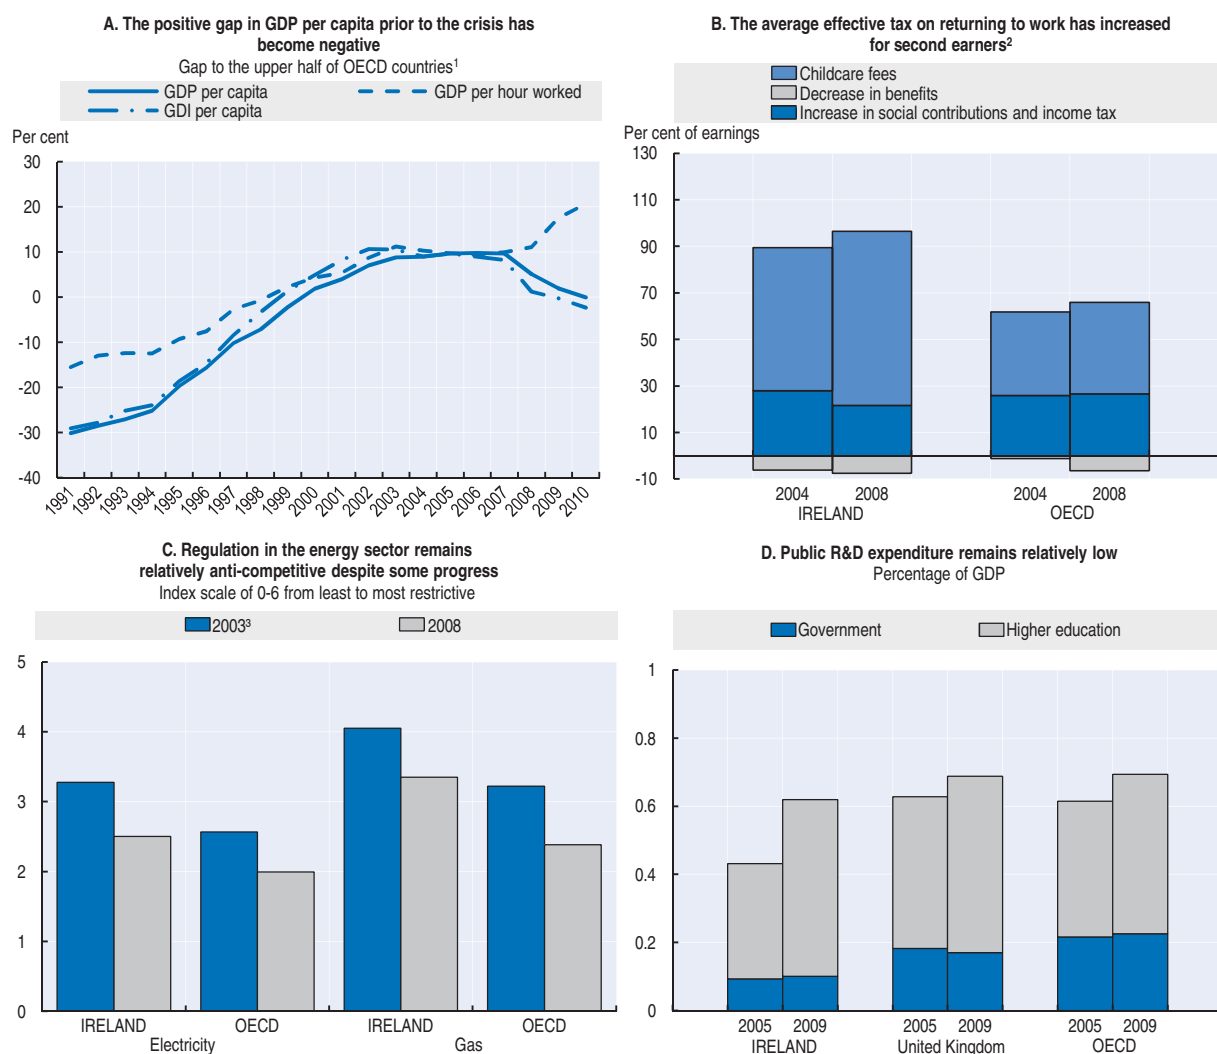 A. The positive gap in GDP per capita prior to the crisis has
become negative
Gap to the upper half of OECD countries¹
GDP per capita
GDP per hour worked
GDI per capita
Per cent
30
20
10
0
-10
-20
-30
-40
1991
1992
1993
1994
1995
1996
1997
1998
1999
2000
2001
2002
2003
2004
2005
2006
2007
2008
2009
2010
B. The average effective tax on returning to work has increased
for second earners²
Childcare fees
Decrease in benefits
Increase in social contributions and income tax
Per cent of earnings
130
110
90
70
50
30
10
-10
2004 2008 2004 2008
IRELAND OECD
C. Regulation in the energy sector remains
relatively anti-competitive despite some progress
Index scale of 0-6 from least to most restrictive
2003³ 2008
5
4
3
2
1
0
IRELAND OECD IRELAND OECD
Electricity Gas
D. Public R&D expenditure remains relatively low
Percentage of GDP
Government Higher education
1
0.8
0.6
0.4
0.2
0
2005 2009 2005 2009 2005 2009
IRELAND United Kingdom OECD